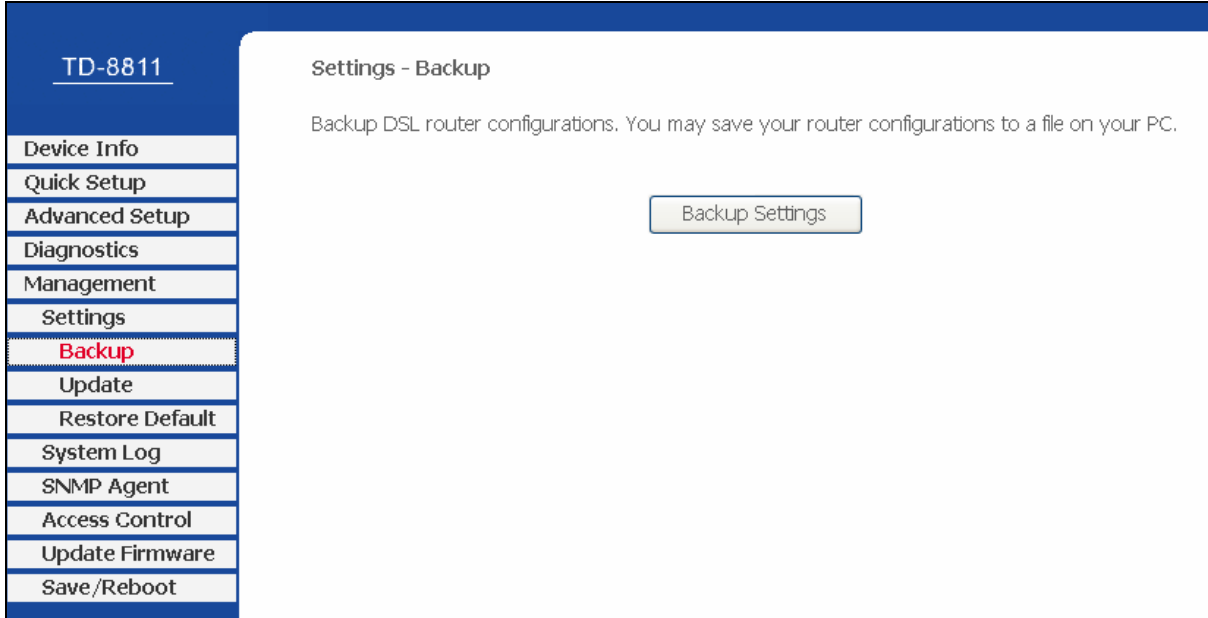 TD-8811
Device Info
Quick Setup
Advanced Setup
Diagnostics
Management
Settings
Backup
Update
Restore Default
System Log
SNMP Agent
Access Control
Update Firmware
Save/Reboot
Settings - Backup
Backup DSL router configurations. You may save your router configurations to a file on your PC.
Backup Settings